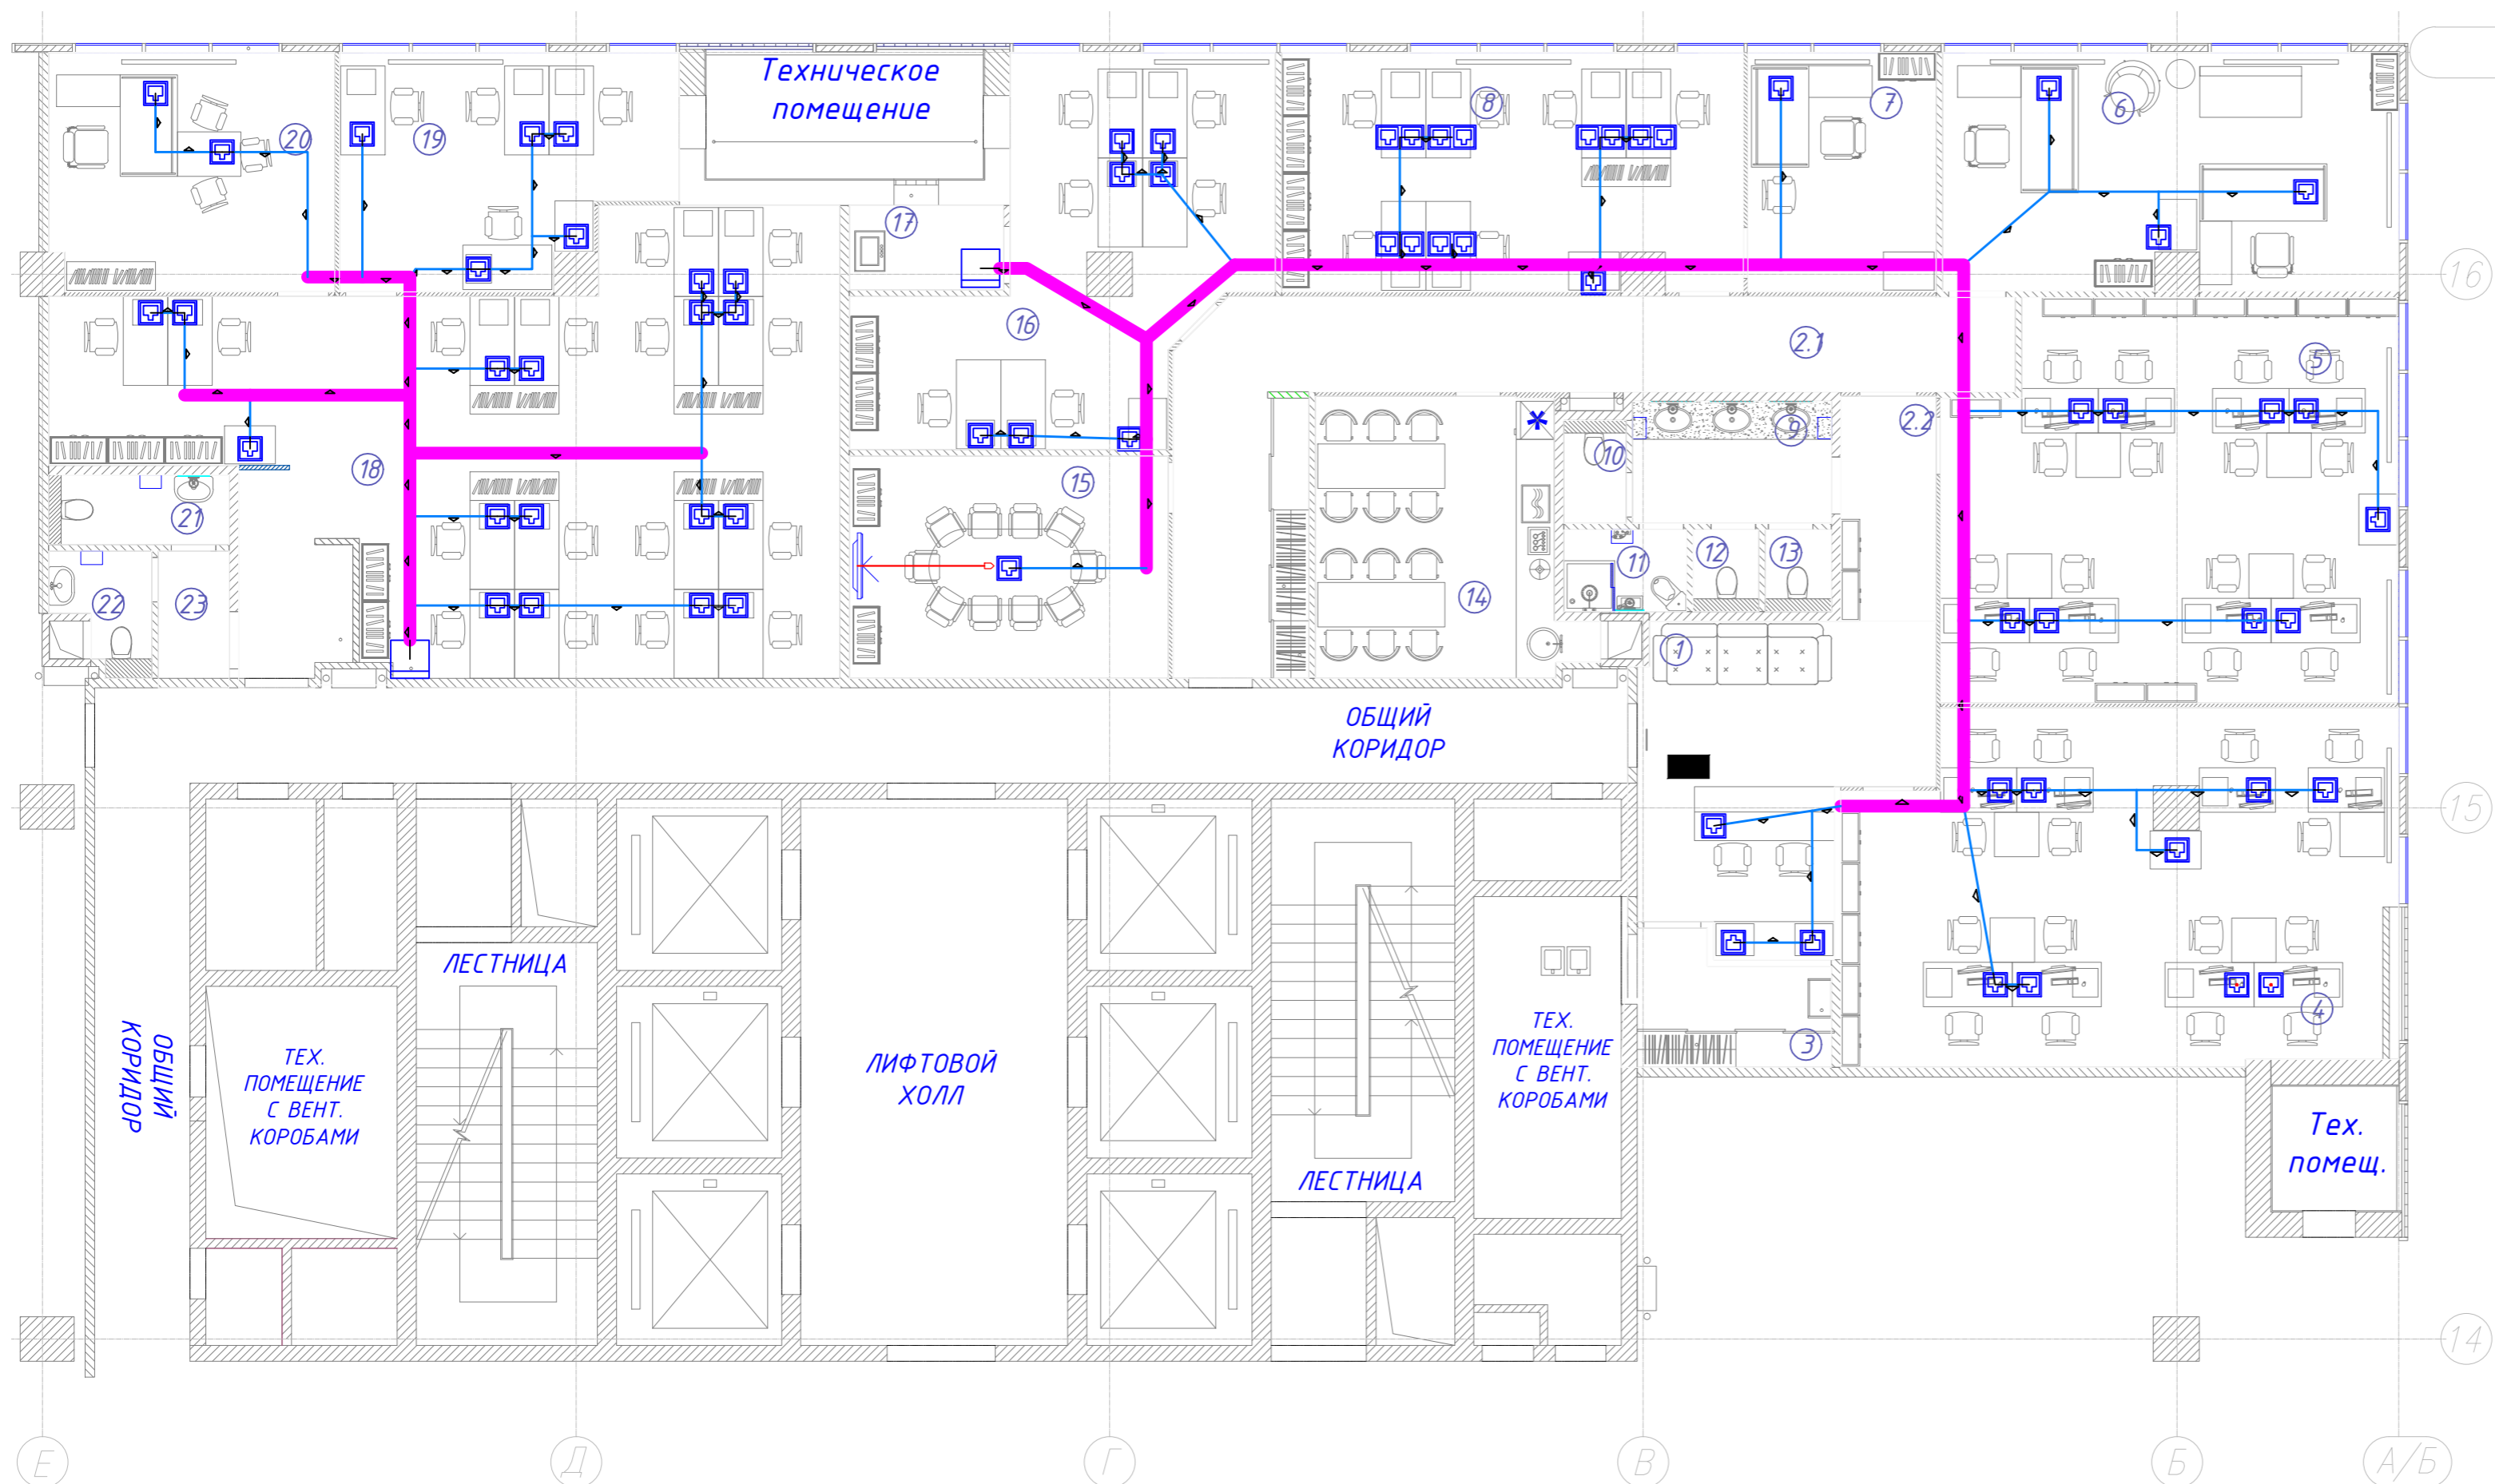 Техническое
помещение
20
19
8
7
6
17
16
16
2.1
5
2.2
9
10
18
15
21
11
12
13
22
23
14
1
ОБЩИЙ
КОРИДОР
15
ЛЕСТНИЦА
4
3
ОБЩИЙ
КОРИДОР
ТЕХ.
ПОМЕЩЕНИЕ
С ВЕНТ.
КОРОБАМИ
ЛИФТОВОЙ
ХОЛЛ
ТЕХ.
ПОМЕЩЕНИЕ
С ВЕНТ.
КОРОБАМИ
ЛЕСТНИЦА
Тех.
помещ.
14
Е
Д
Г
В
Б
А/Б